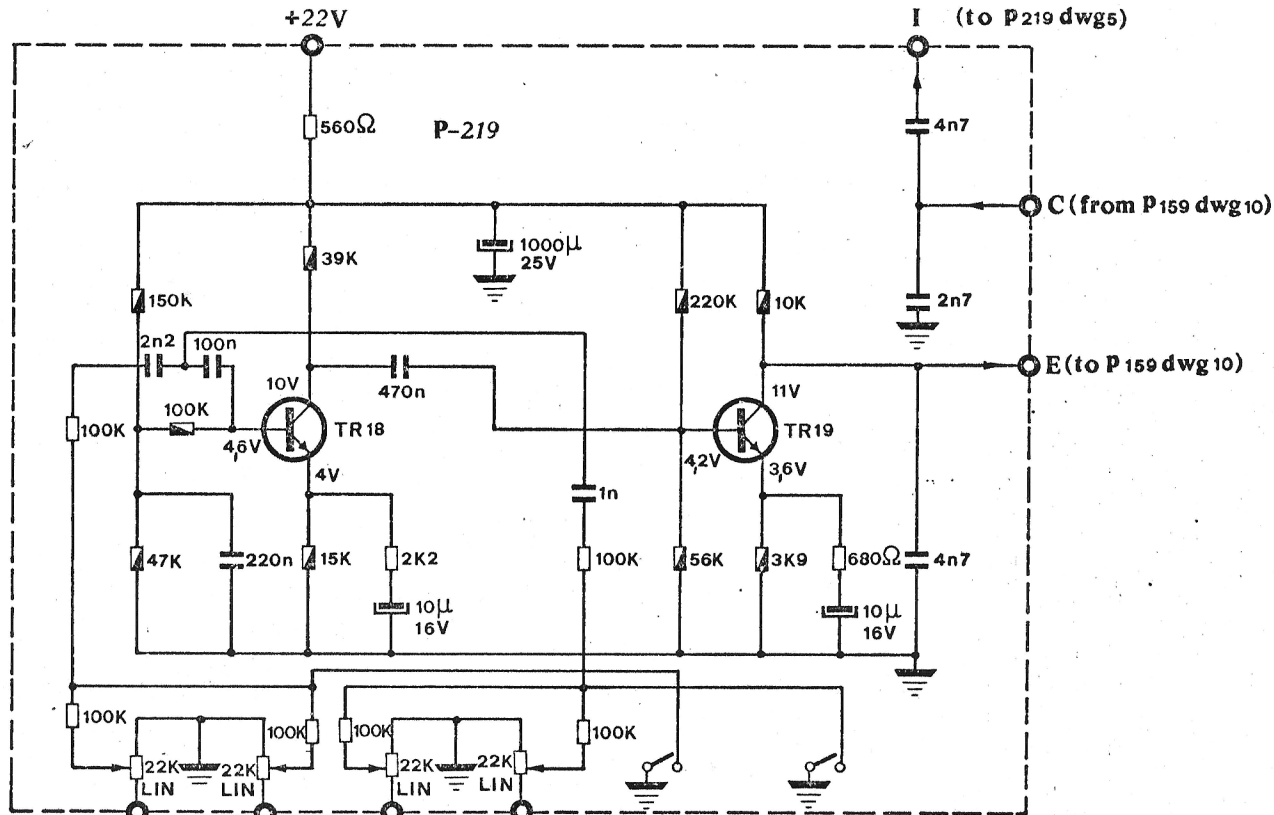 +22V
I (to P219 dwg5)
560Ω
P-219
4n7
C (from P159 dwg10)
39K
1000µ
25V
150K
220K
10K
2n7
2n2
100n
E (to P159 dwg10)
10V
470n
11V
100K
100K
TR18
TR19
4,6V
4,2V
4V
3,6V
1n
47K
220n
15K
2K2
100K
56K
3K9
680Ω
4n7
10µ
16V
10µ
16V
100K
100K
100K
100K
22K
LIN
22K
LIN
22K
LIN
22K
LIN